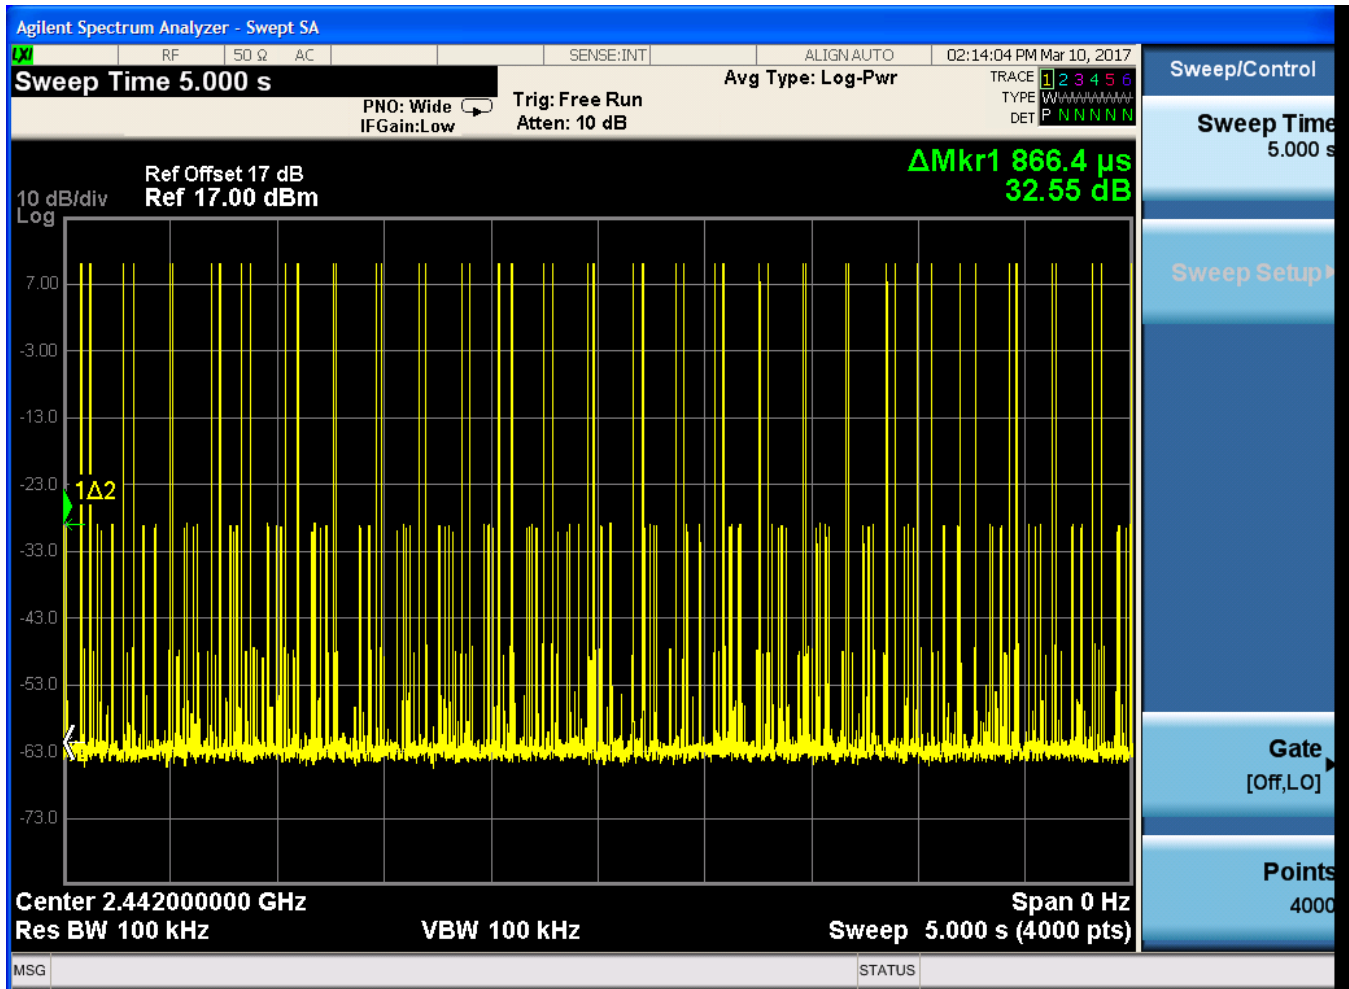 Agilent Spectrum Analyzer - Swept SA
LXI RF 50 Ω AC SENSE:INT ALIGN AUTO 02:14:04 PM Mar 10, 2017
Sweep Time 5.000 s
PNO: Wide
IFGain:Low
Trig: Free Run
Atten: 10 dB
Avg Type: Log-Pwr
TRACE 1 2 3 4 5 6
TYPE W
DET P N N N N N
ΔMkr1 866.4 µs
32.55 dB
Ref Offset 17 dB
Ref 17.00 dBm
10 dB/div
Log
7.00
-3.00
-13.0
-23.0
-33.0
-43.0
-53.0
-63.0
-73.0
1Δ2
Center 2.442000000 GHz
Span 0 Hz
Res BW 100 kHz
VBW 100 kHz
Sweep 5.000 s (4000 pts)
MSG
STATUS
Sweep/Control
Sweep Time
5.000 s
Sweep Setup
Gate
[Off,LO]
Points
4000